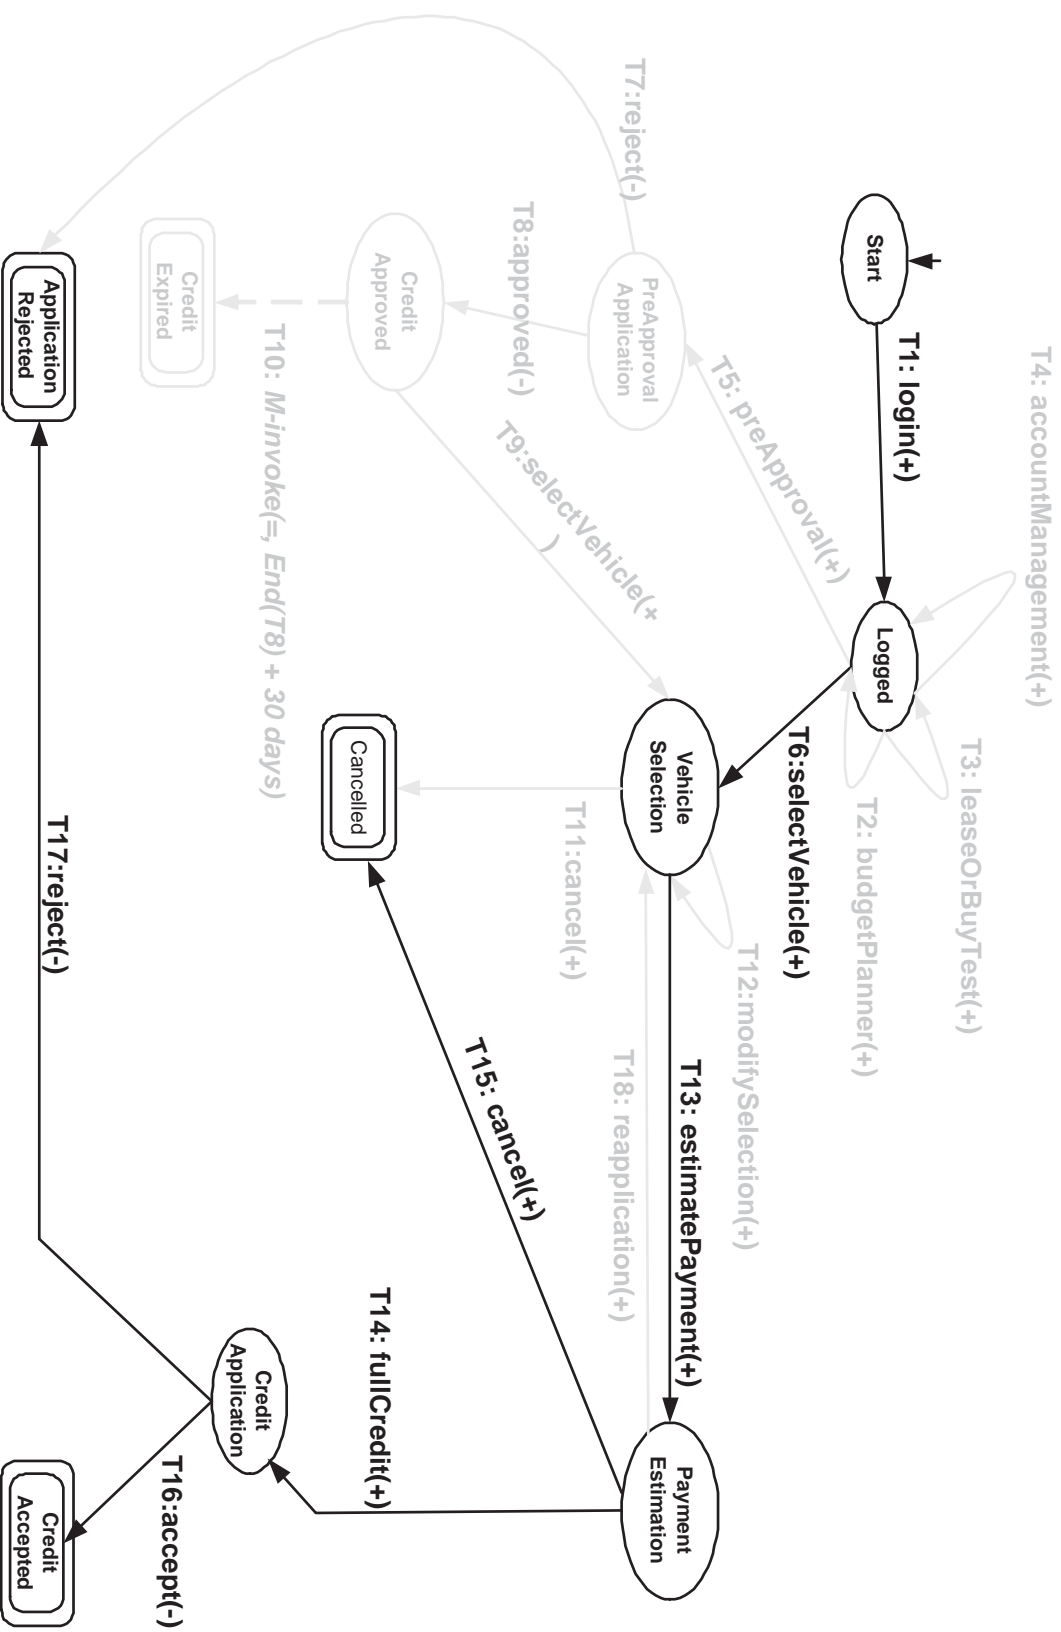 T4: accountManagement(+)
T3: leaseOrBuyTest(+)
T1: login(+)
Start
Logged
T2: budgetPlanner(+)
T5: preApproval(+)
T6:selectVehicle(+)
T12:modifySelection(+)
T7:reject(-)
PreApproval
Application
T9:selectVehicle(+
)
Vehicle
Selection
T13: estimatePayment(+)
Payment
Estimation
T18: reapplication(+)
T8:approved(-)
T11:cancel(+)
Credit
Approved
Cancelled
T15: cancel(+)
T14: fullCredit(+)
T10: M-invoke(=, End(T8) + 30 days)
Credit
Expired
Credit
Application
T16:accept(-)
Application
Rejected
T17:reject(-)
Credit
Accepted